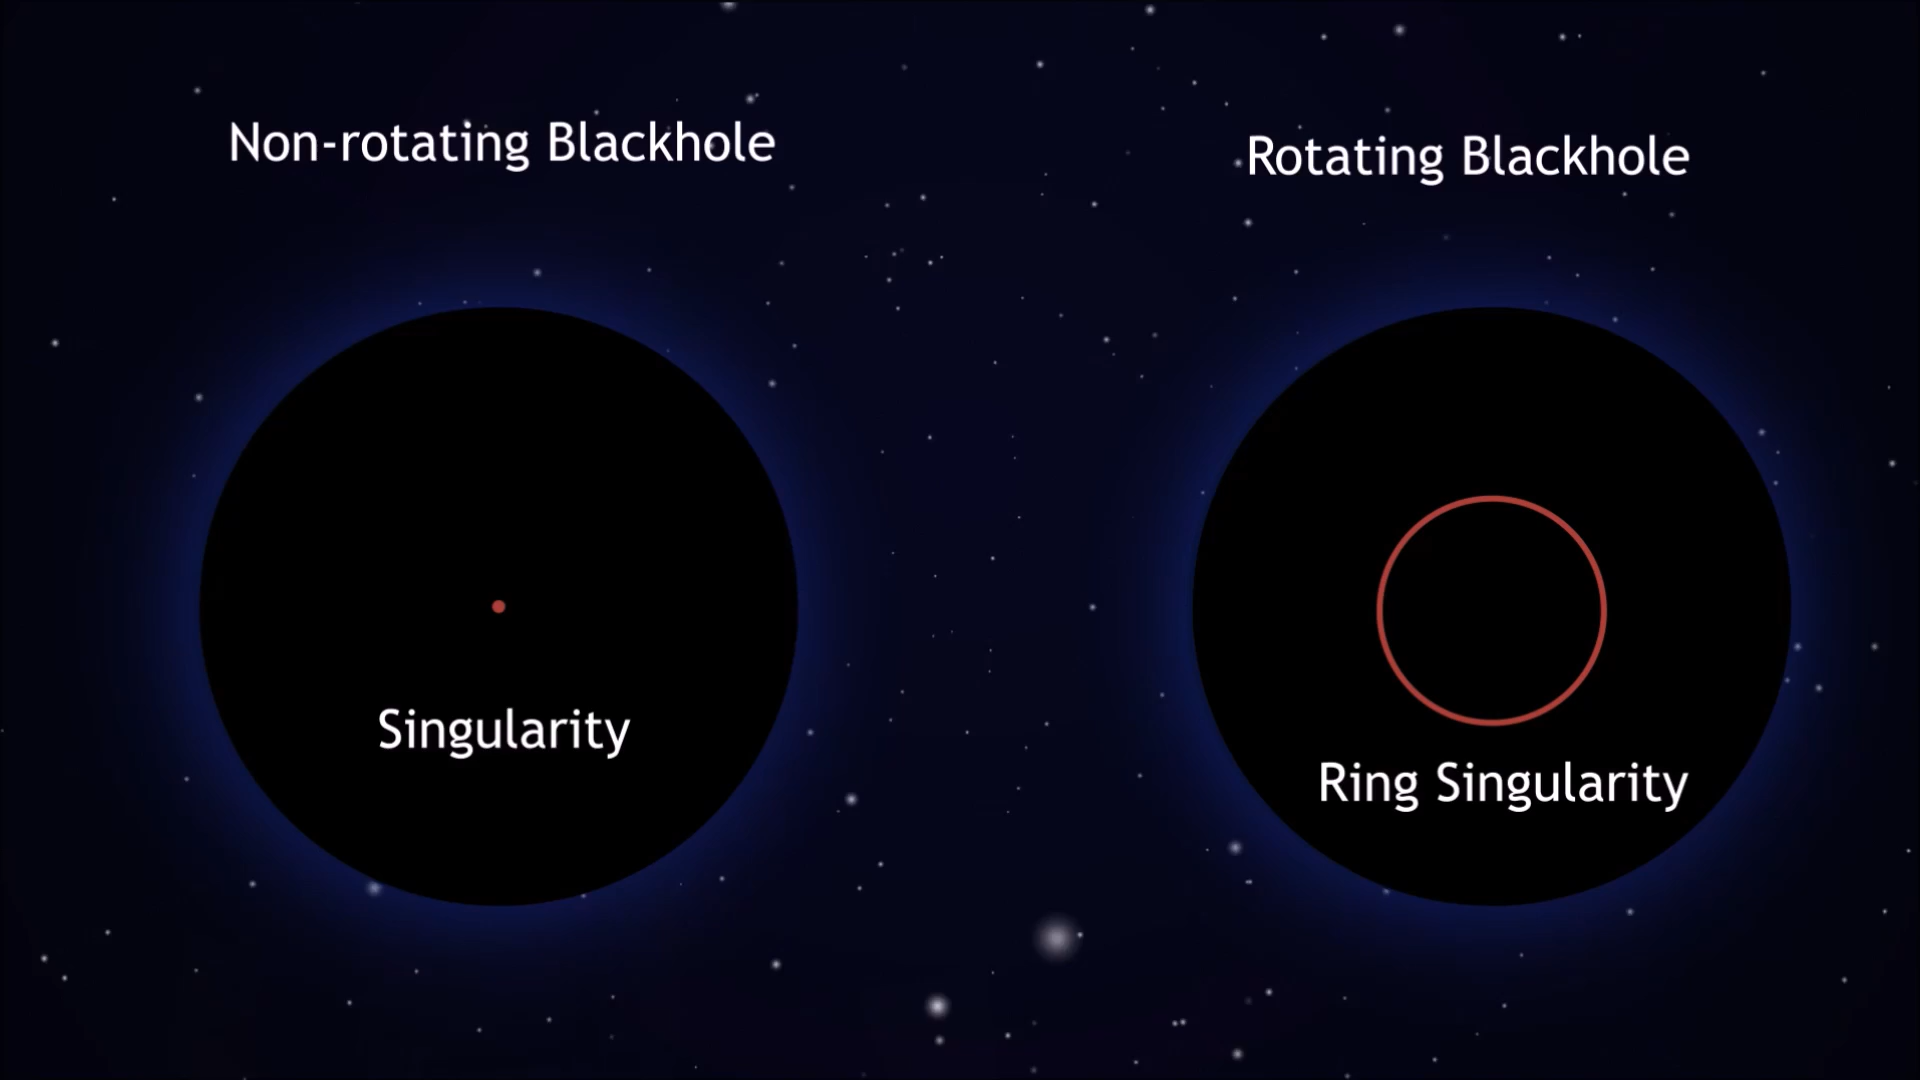 Non-rotating Blackhole
Rotating Blackhole
Singularity
Ring Singularity